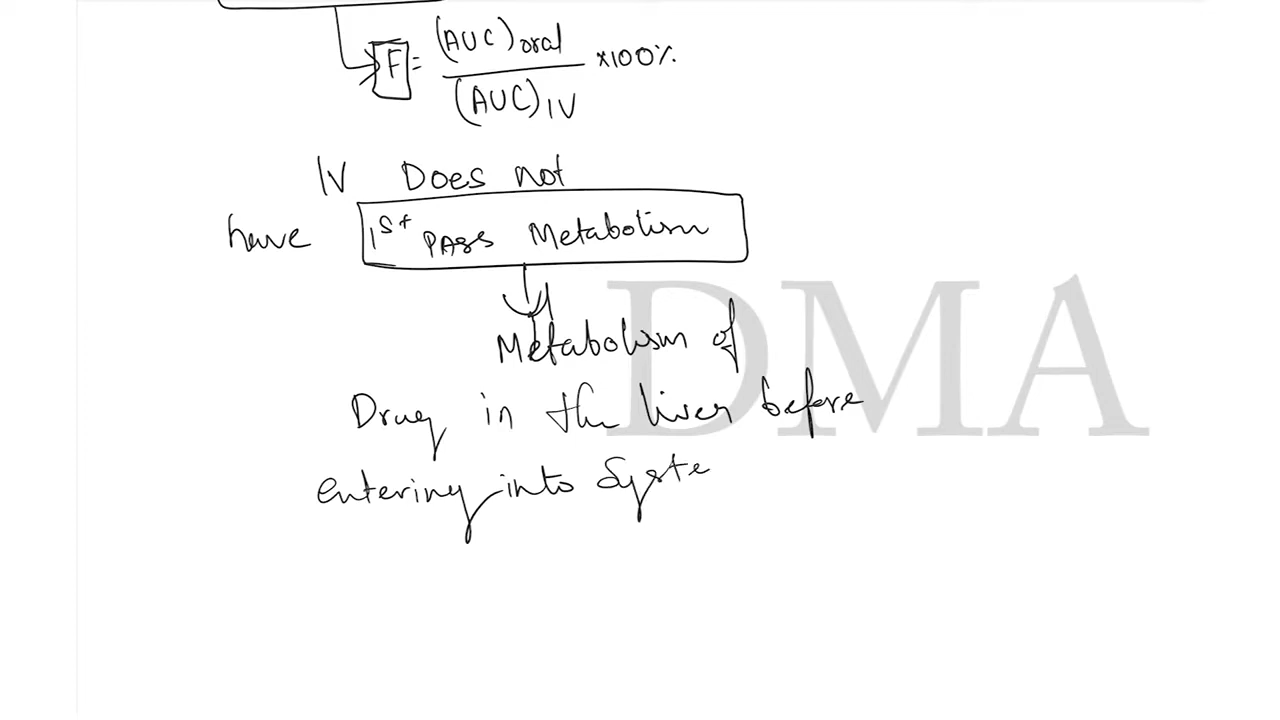 F = (AUC)oral / (AUC)IV ×100%
IV Does not
have 1st PASS Metabolism
Metabolism of
Drug in the liver before
entering into Syste
DMA